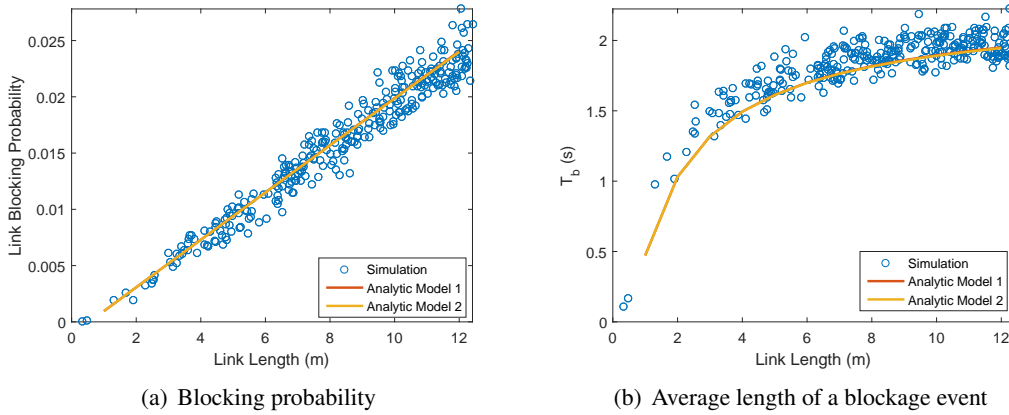 0.025
0.02
0.015
0.01
0.005
0
Link Blocking Probability
Simulation
Analytic Model 1
Analytic Model 2
0 2 4 6 8 10 12
Link Length (m)
(a) Blocking probability
2
1.5
1
0.5
0
T_b (s)
Simulation
Analytic Model 1
Analytic Model 2
0 2 4 6 8 10 12
Link Length (m)
(b) Average length of a blockage event